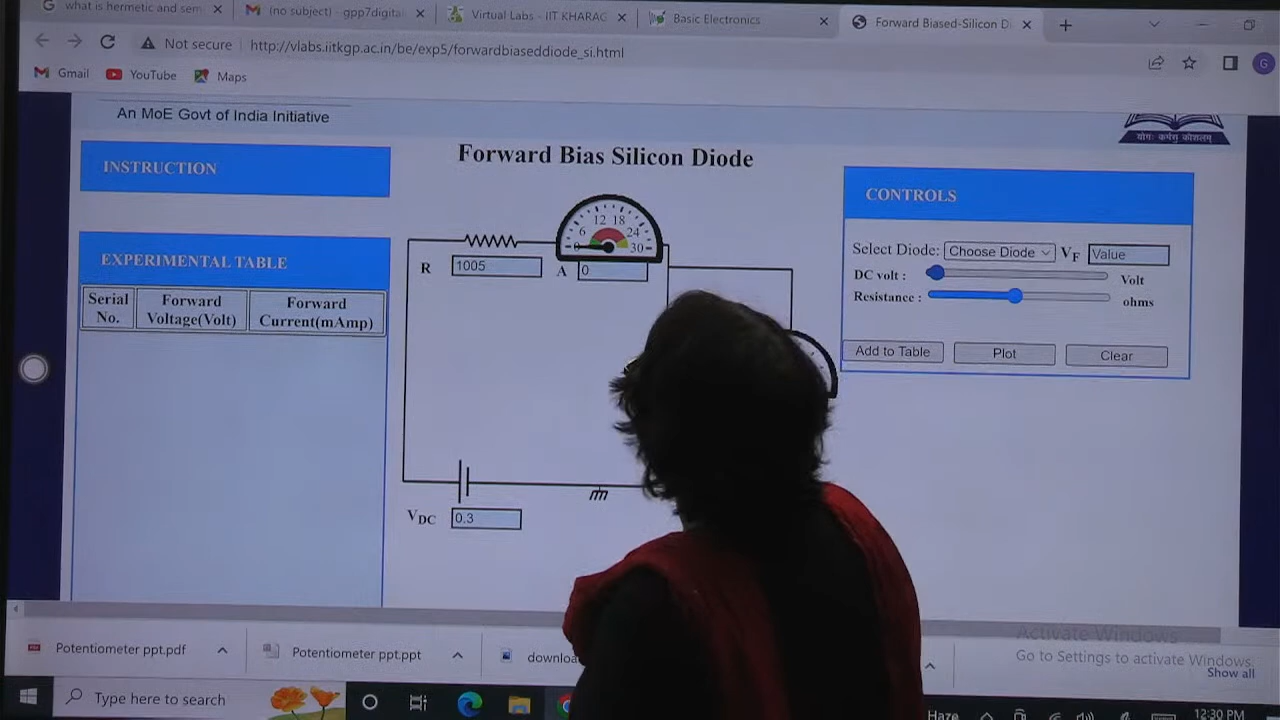 what is hermetic and sem
(no subject) - gpp7digital
Virtual Labs - IIT KHARAG
Basic Electronics
Forward Biased-Silicon Di
Not secure
http://vlabs.iitkgp.ac.in/be/exp5/forwardbiaseddiode_si.html
G
Gmail
YouTube
Maps
An MoE Govt of India Initiative
योगः कर्मसु कौशलम्
INSTRUCTION
Forward Bias Silicon Diode
CONTROLS
EXPERIMENTAL TABLE
Serial No.
Forward Voltage(Volt)
Forward Current(mAmp)
0 6 12 18 24 30
R
1005
A
0
Select Diode:
Choose Diode
VF
Value
DC volt :
Volt
Resistance :
ohms
Add to Table
Plot
Clear
VDC
0.3
Activate Windows
Go to Settings to activate Windows.
Potentiometer ppt.pdf
Potentiometer ppt.ppt
Show all
Type here to search
Haze
12:30 PM